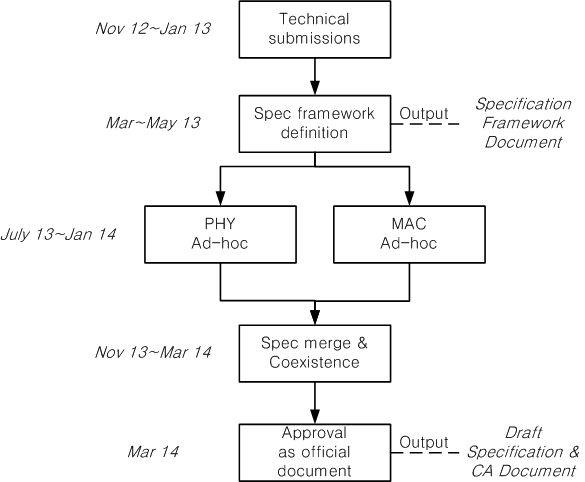 Nov 12~Jan 13
Technical
submissions
Mar~May 13
Spec framework
definition
Output
Specification
Framework
Document
July 13~Jan 14
PHY
Ad-hoc
MAC
Ad-hoc
Nov 13~Mar 14
Spec merge &
Coexistence
Mar 14
Approval
as official
document
Output
Draft
Specification &
CA Document